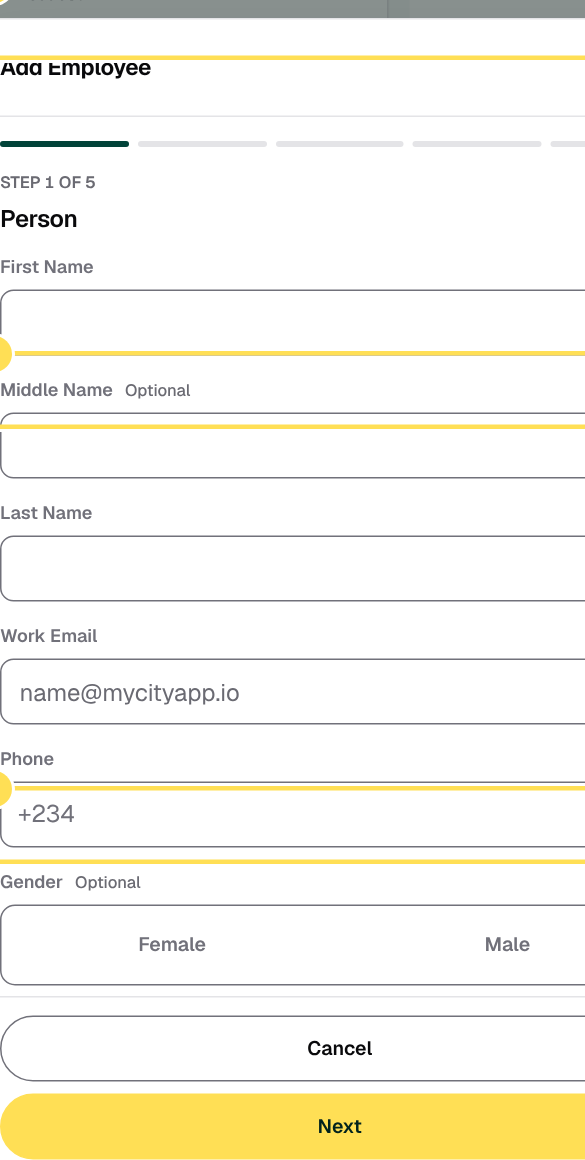 Add Employee
STEP 1 OF 5
Person
First Name
Middle Name Optional
Last Name
Work Email
name@mycityapp.io
Phone
+234
Gender Optional
Female Male
Cancel
Next